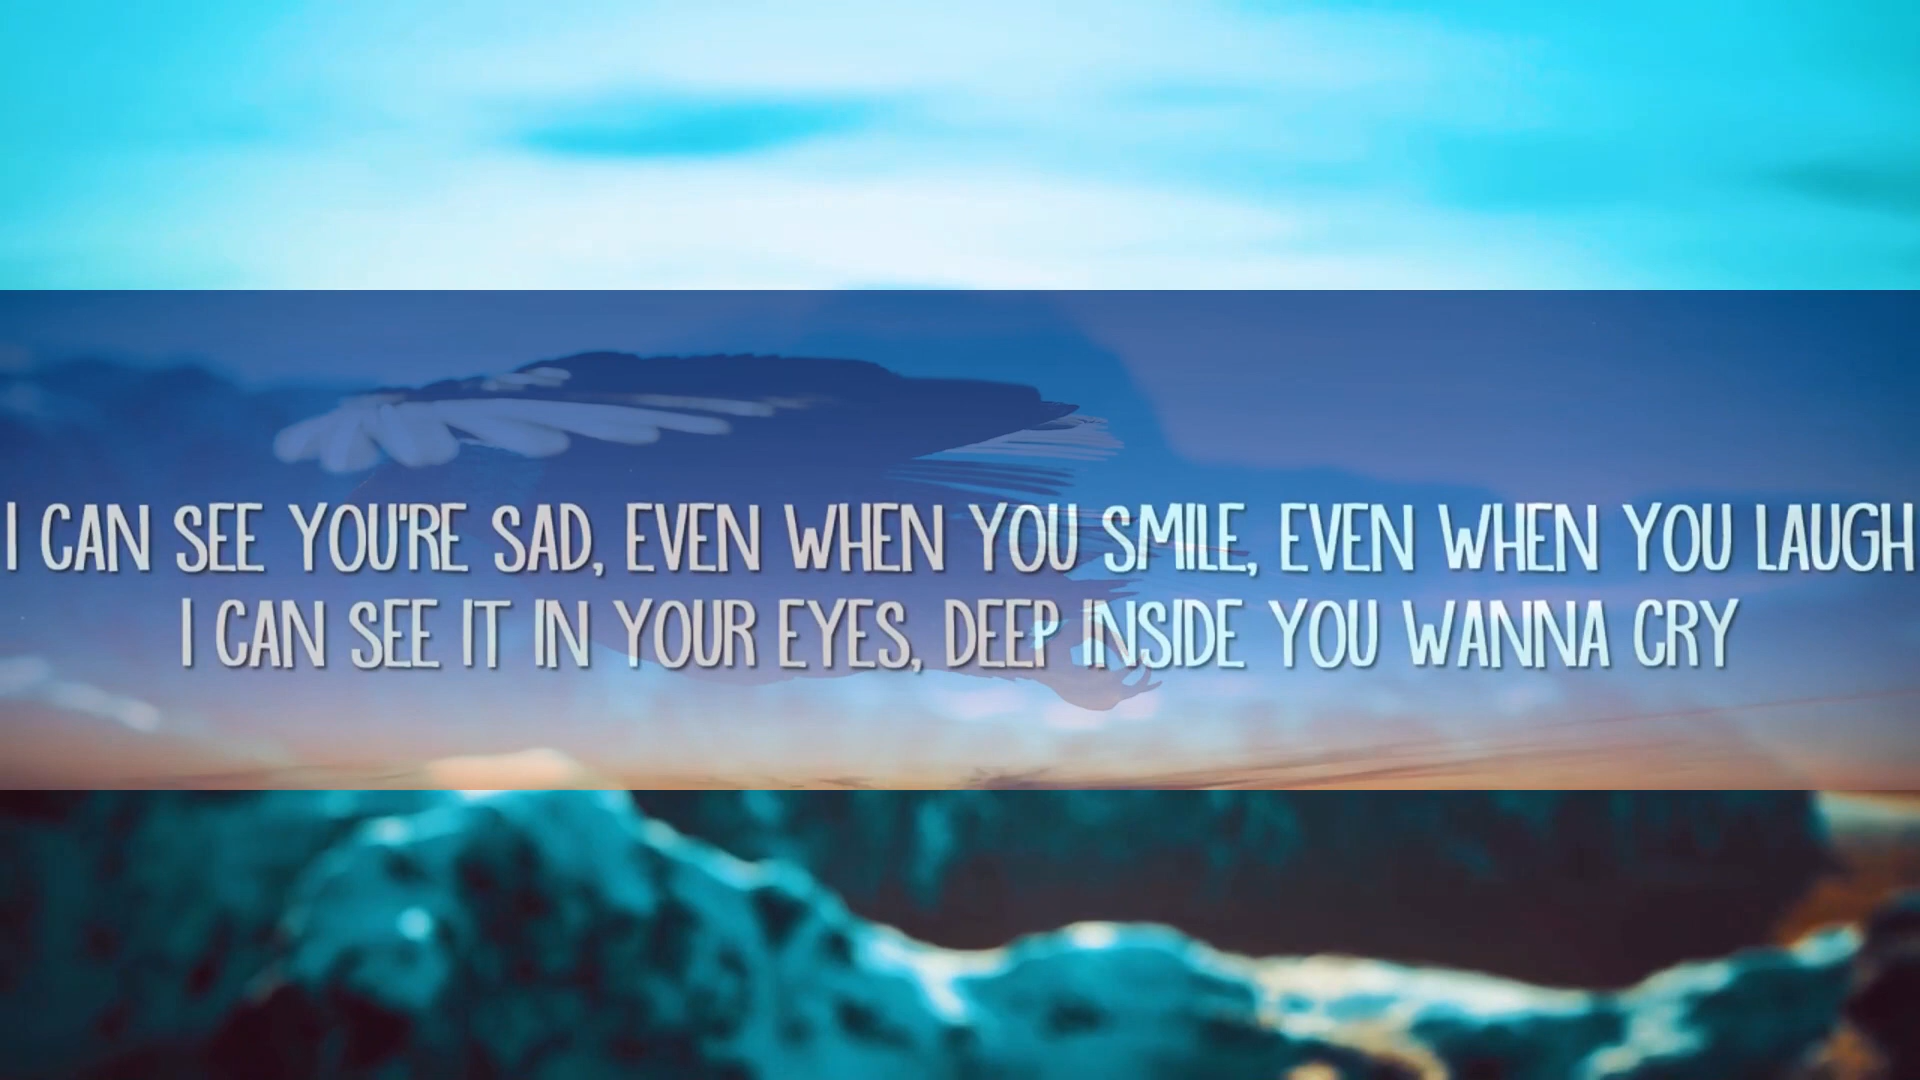 I CAN SEE YOU'RE SAD, EVEN WHEN YOU SMILE, EVEN WHEN YOU LAUGH
I CAN SEE IT IN YOUR EYES, DEEP INSIDE YOU WANNA CRY